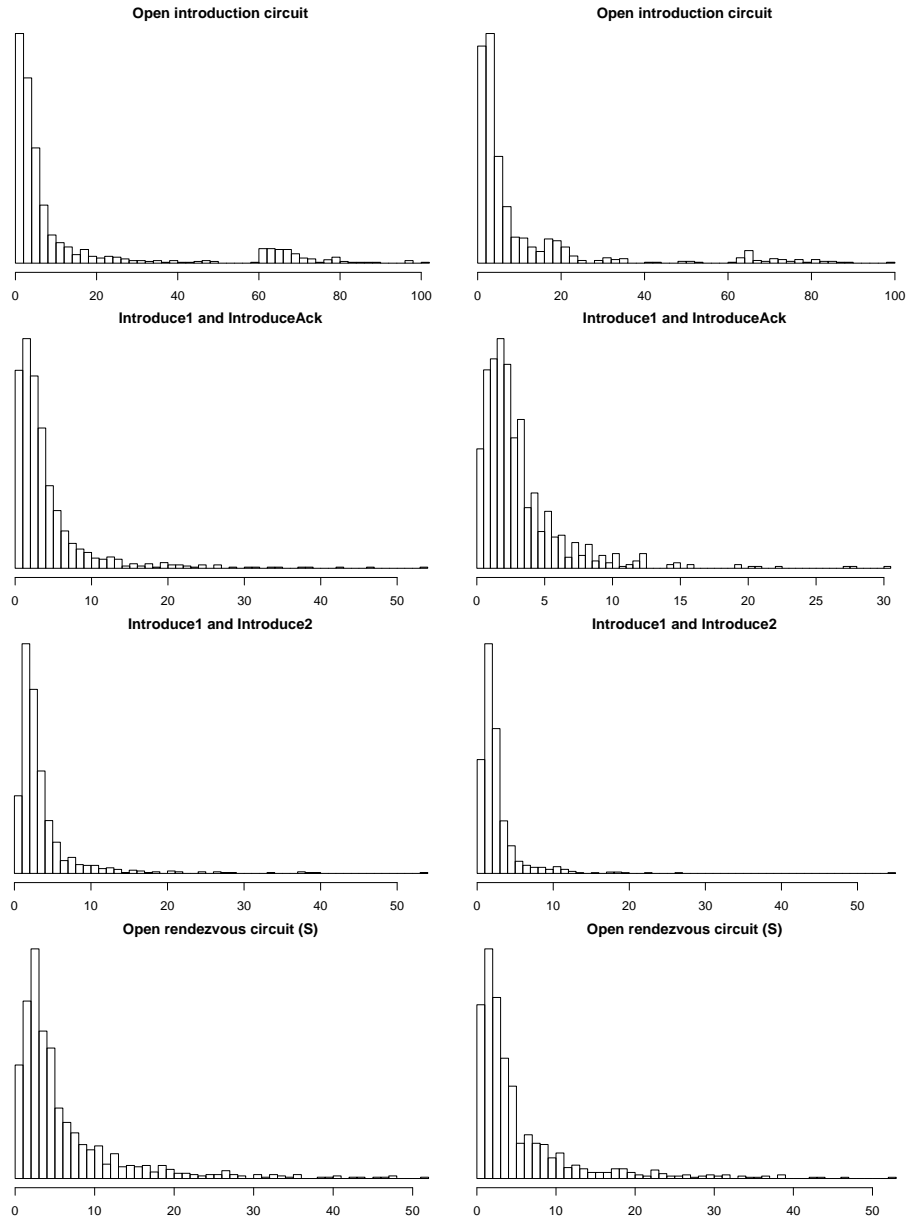 Open introduction circuit
Open introduction circuit
0 20 40 60 80 100
0 20 40 60 80 100
Introduce1 and IntroduceAck
Introduce1 and IntroduceAck
0 10 20 30 40 50
0 5 10 15 20 25 30
Introduce1 and Introduce2
Introduce1 and Introduce2
0 10 20 30 40 50
0 10 20 30 40 50
Open rendezvous circuit (S)
Open rendezvous circuit (S)
0 10 20 30 40 50
0 10 20 30 40 50